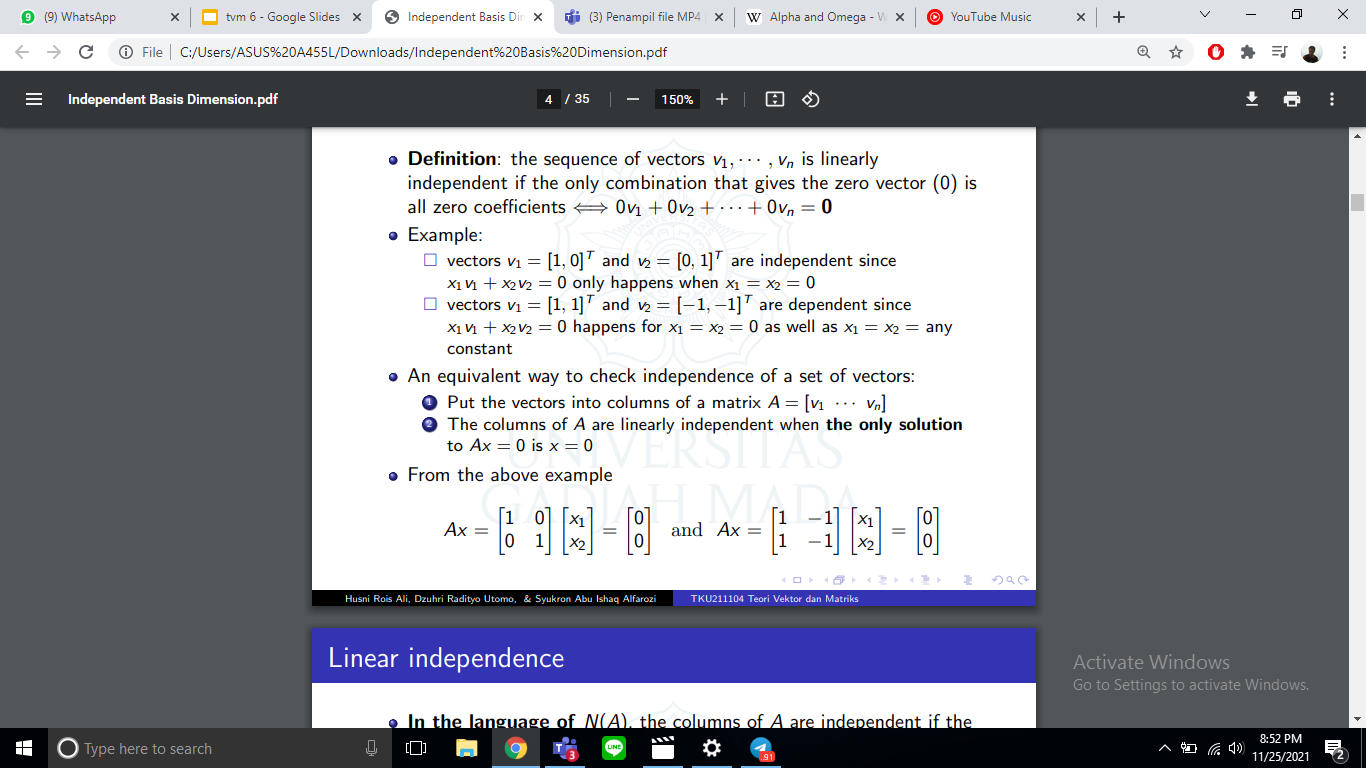 (9) WhatsApp
tvm 6 - Google Slides
Independent Basis Dim
(3) Penampil file MP4
Alpha and Omega - W
YouTube Music
File
C:/Users/ASUS%20A455L/Downloads/Independent%20Basis%20Dimension.pdf
Independent Basis Dimension.pdf
4 / 35
150%
Definition: the sequence of vectors v₁, ⋯ , vₙ is linearly
independent if the only combination that gives the zero vector (0) is
all zero coefficients ⟺ 0v₁ + 0v₂ + ⋯ + 0vₙ = 0
Example:
vectors v₁ = [1, 0]ᵀ and v₂ = [0, 1]ᵀ are independent since
x₁v₁ + x₂v₂ = 0 only happens when x₁ = x₂ = 0
vectors v₁ = [1, 1]ᵀ and v₂ = [−1, −1]ᵀ are dependent since
x₁v₁ + x₂v₂ = 0 happens for x₁ = x₂ = 0 as well as x₁ = x₂ = any
constant
An equivalent way to check independence of a set of vectors:
1 Put the vectors into columns of a matrix A = [v₁ ⋯ vₙ]
2 The columns of A are linearly independent when the only solution
to Ax = 0 is x = 0
UNIVERSITAS
GADJAH MADA
From the above example
Ax = [1 0; 0 1] [x₁; x₂] = [0; 0] and Ax = [1 −1; 1 −1] [x₁; x₂] = [0; 0]
Husni Rois Ali, Dzuhri Radityo Utomo, & Syukron Abu Ishaq Alfarozi
TKU211104 Teori Vektor dan Matriks
Linear independence
In the language of N(A), the columns of A are independent if the
Activate Windows
Go to Settings to activate Windows.
Type here to search
3
LINE
.91
8:52 PM
11/25/2021
2